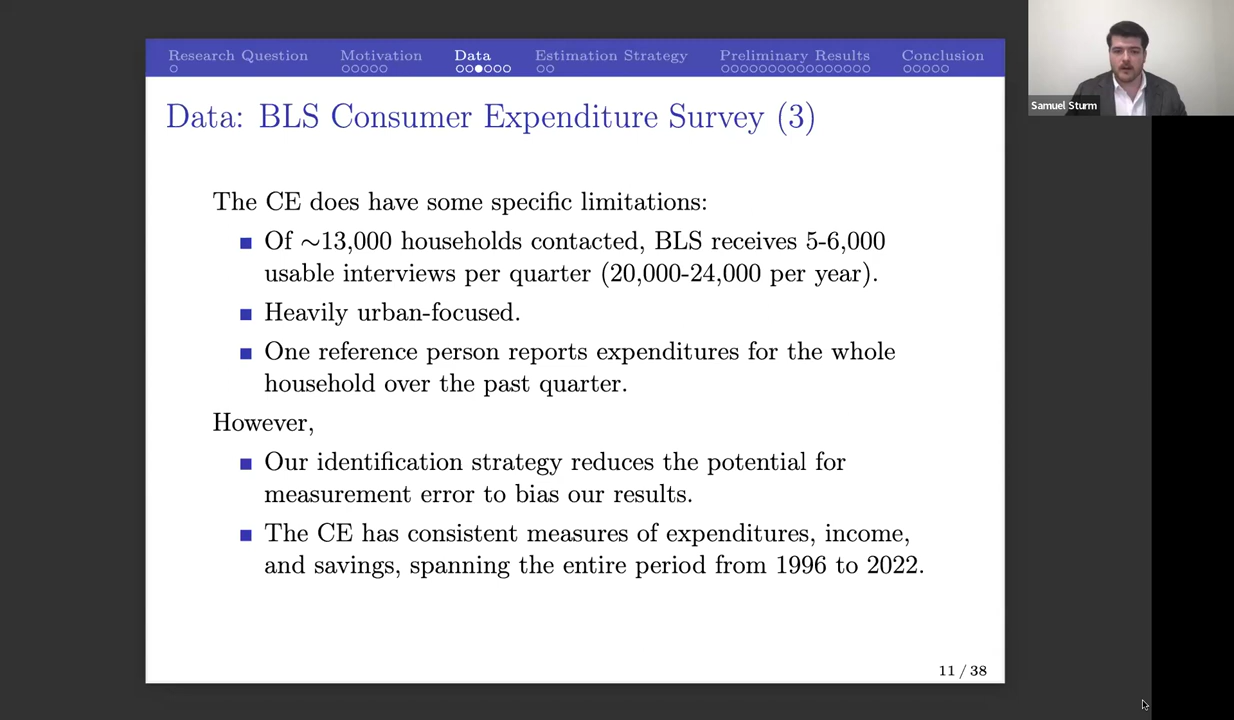 Research Question Motivation Data Estimation Strategy Preliminary Results Conclusion
Samuel Sturm
Data: BLS Consumer Expenditure Survey (3)
The CE does have some specific limitations:
Of ~13,000 households contacted, BLS receives 5-6,000
usable interviews per quarter (20,000-24,000 per year).
Heavily urban-focused.
One reference person reports expenditures for the whole
household over the past quarter.
However,
Our identification strategy reduces the potential for
measurement error to bias our results.
The CE has consistent measures of expenditures, income,
and savings, spanning the entire period from 1996 to 2022.
11 / 38